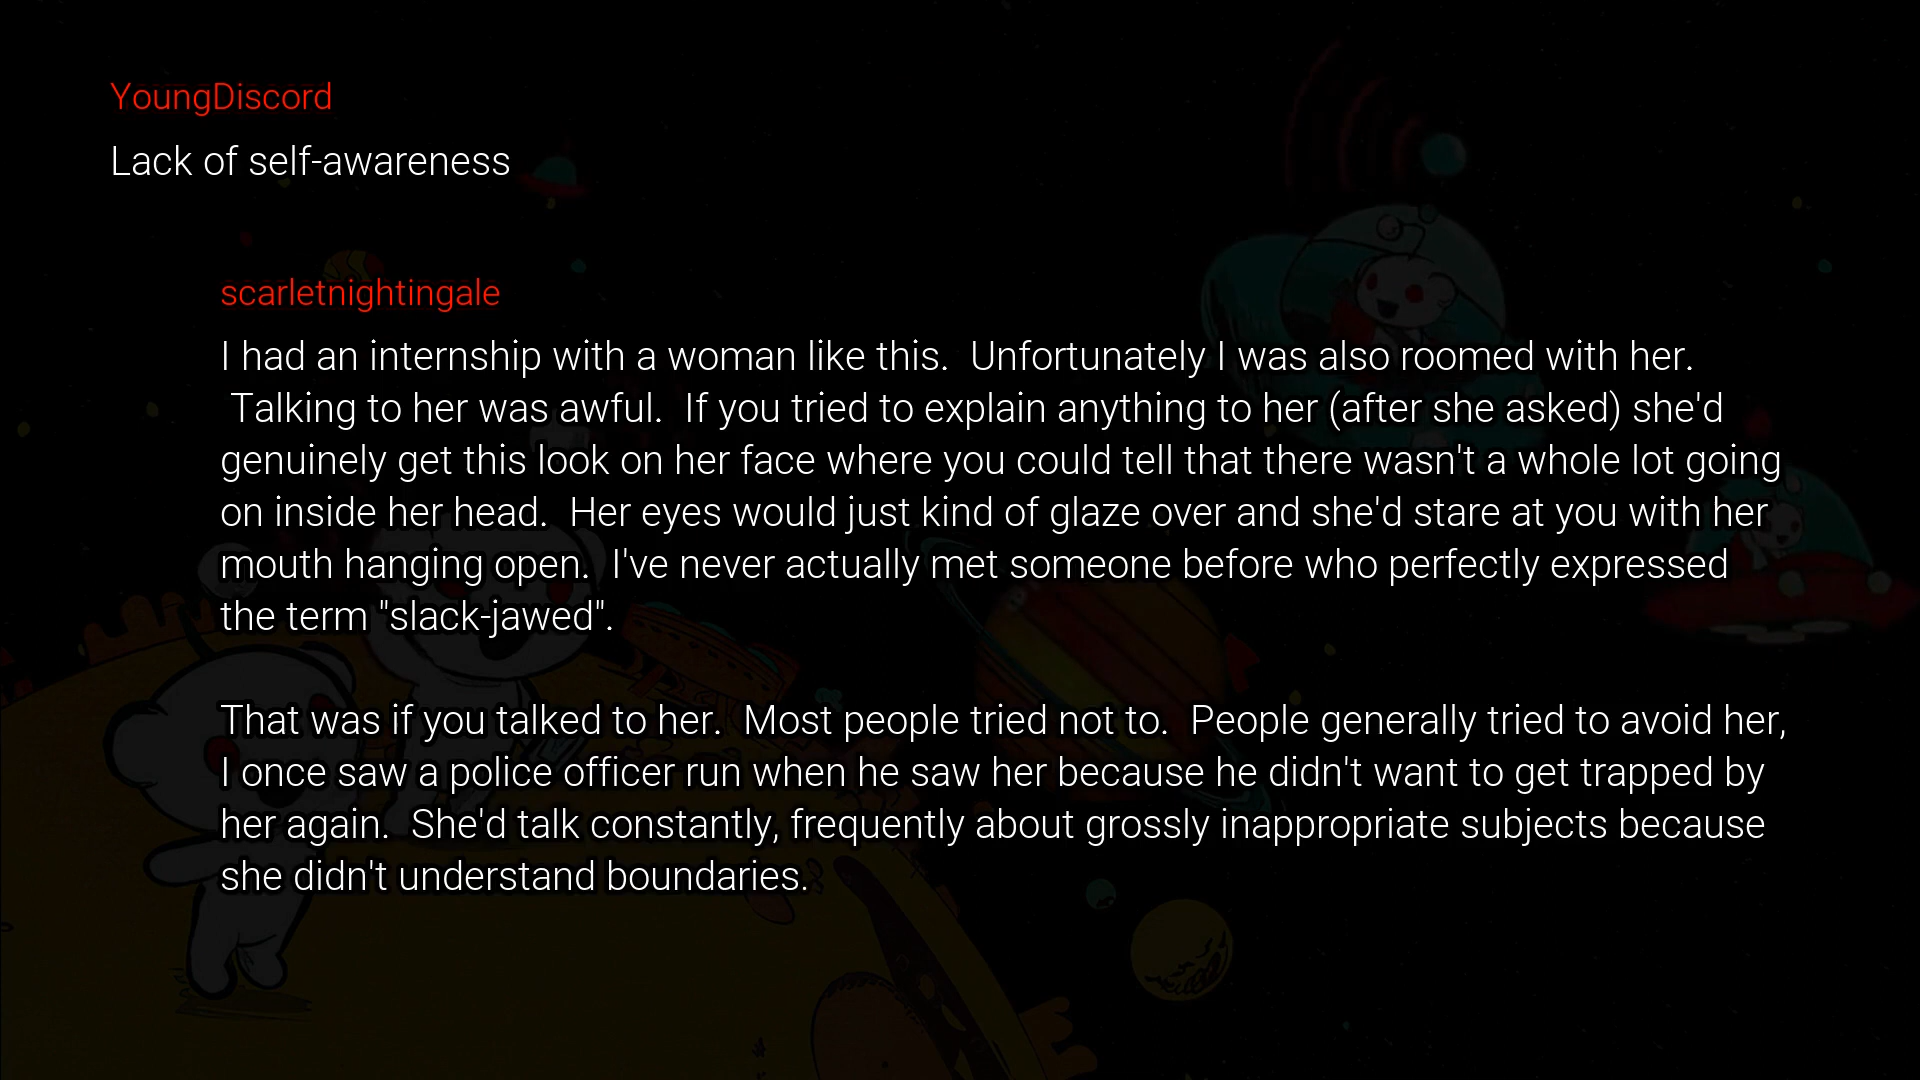 YoungDiscord
Lack of self-awareness
scarletnightingale
I had an internship with a woman like this.  Unfortunately I was also roomed with her.
Talking to her was awful.  If you tried to explain anything to her (after she asked) she'd
genuinely get this look on her face where you could tell that there wasn't a whole lot going
on inside her head.  Her eyes would just kind of glaze over and she'd stare at you with her
mouth hanging open.  I've never actually met someone before who perfectly expressed
the term "slack-jawed".
That was if you talked to her.  Most people tried not to.  People generally tried to avoid her,
I once saw a police officer run when he saw her because he didn't want to get trapped by
her again.  She'd talk constantly, frequently about grossly inappropriate subjects because
she didn't understand boundaries.